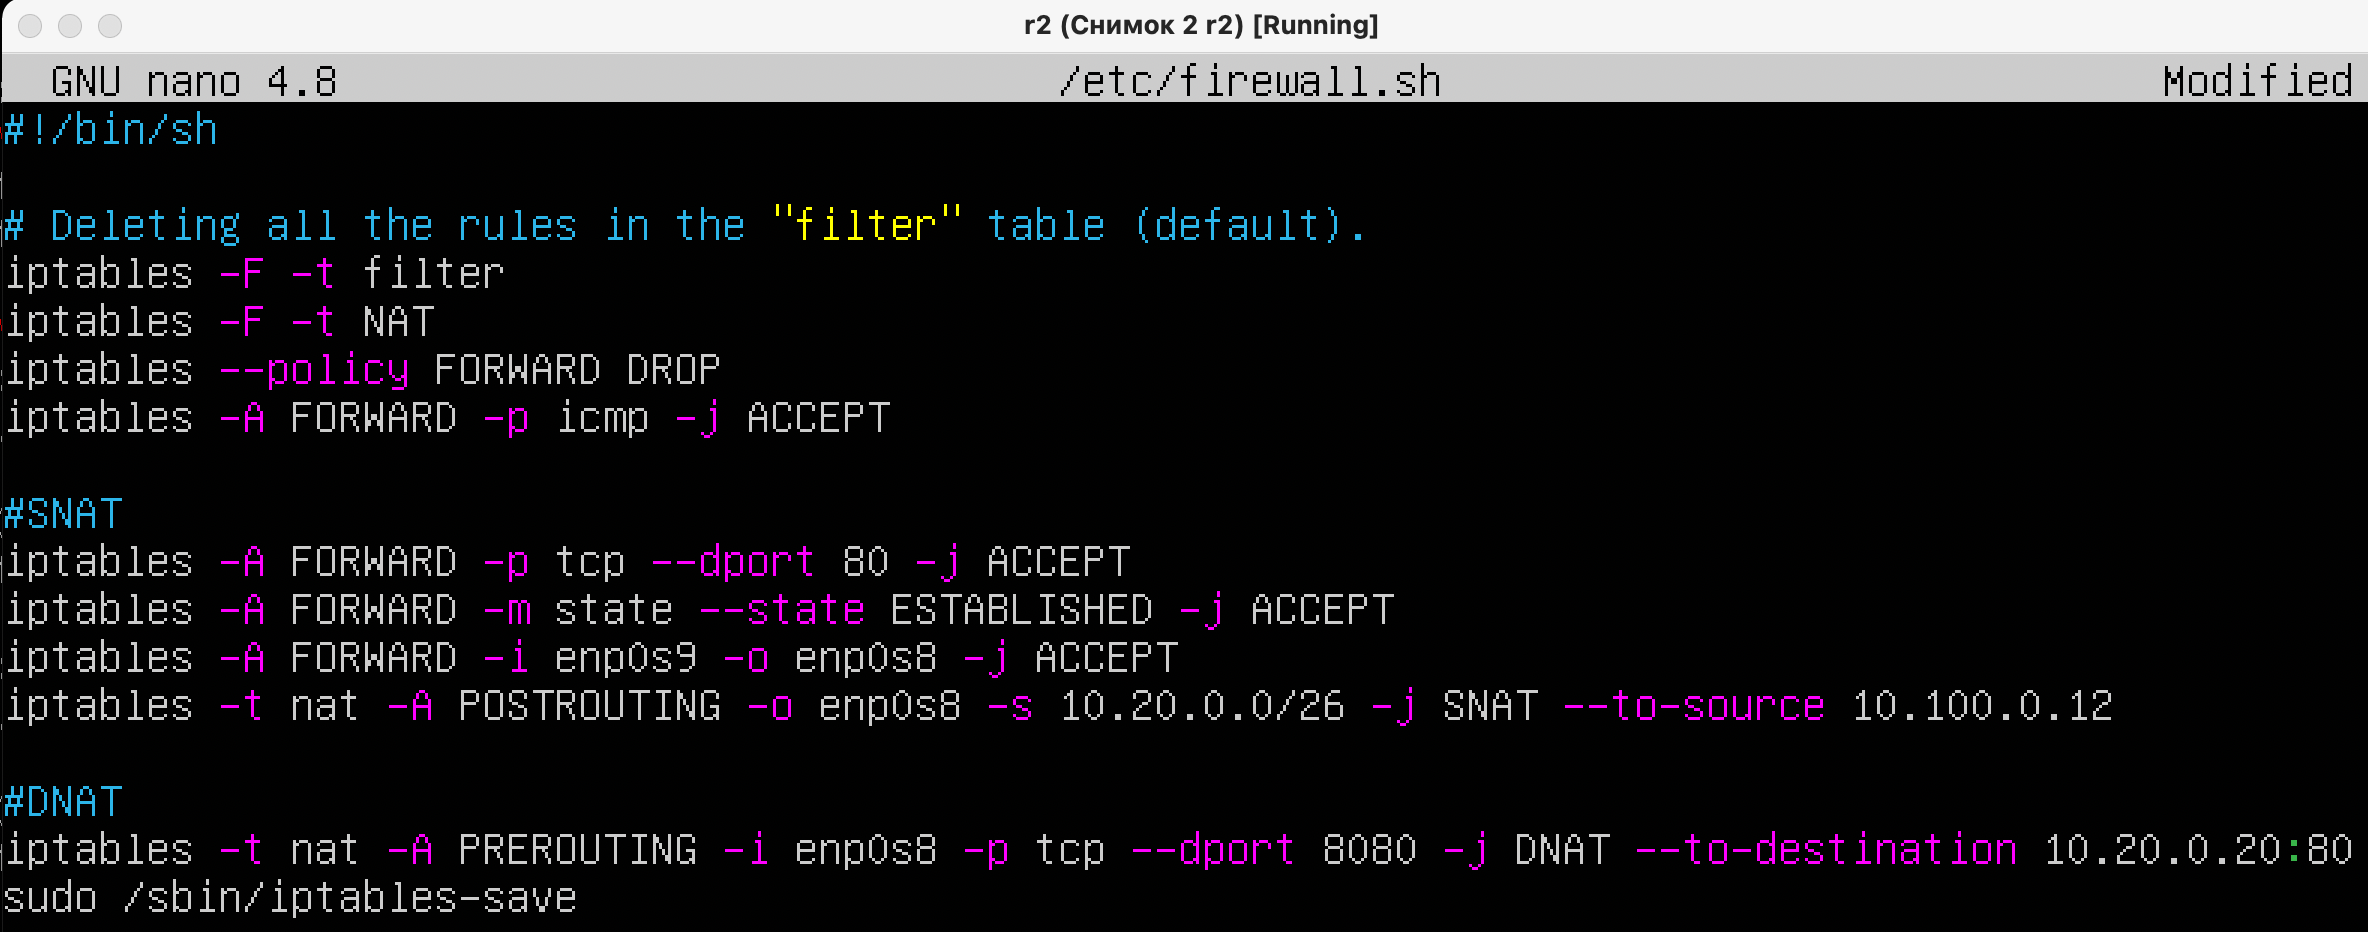 r2 (Снимок 2 r2) [Running]
GNU nano 4.8 /etc/firewall.sh Modified
#!/bin/sh
# Deleting all the rules in the "filter" table (default).
iptables -F -t filter
iptables -F -t NAT
iptables --policy FORWARD DROP
iptables -A FORWARD -p icmp -j ACCEPT
#SNAT
iptables -A FORWARD -p tcp --dport 80 -j ACCEPT
iptables -A FORWARD -m state --state ESTABLISHED -j ACCEPT
iptables -A FORWARD -i enp0s9 -o enp0s8 -j ACCEPT
iptables -t nat -A POSTROUTING -o enp0s8 -s 10.20.0.0/26 -j SNAT --to-source 10.100.0.12
#DNAT
iptables -t nat -A PREROUTING -i enp0s8 -p tcp --dport 8080 -j DNAT --to-destination 10.20.0.20:80
sudo /sbin/iptables-save